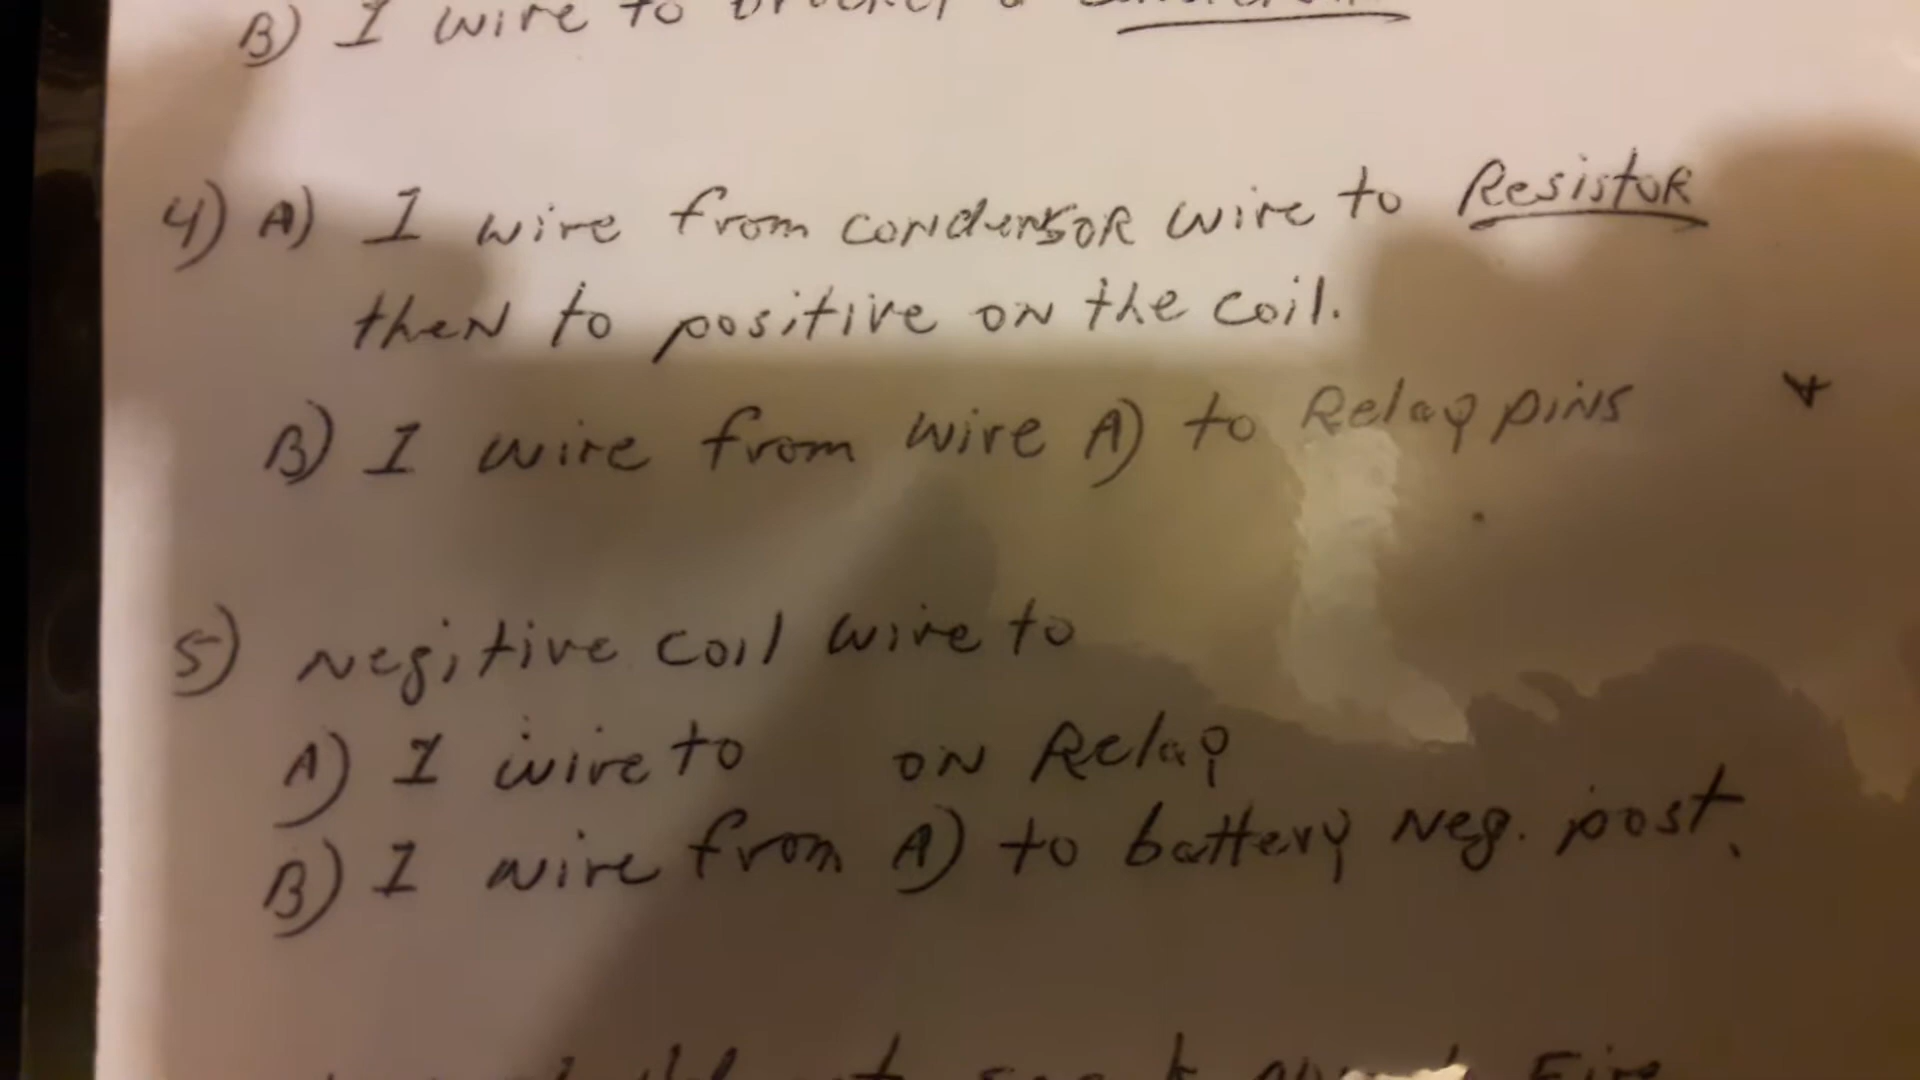 B) I wire to
4) A) I wire from condensor wire to Resistor
then to positive on the coil.
B) I wire from wire A) to Relay pins
5) Negitive coil wire to
A) I wire to on Relay
B) I wire from A) to battery Neg. post.
Fire